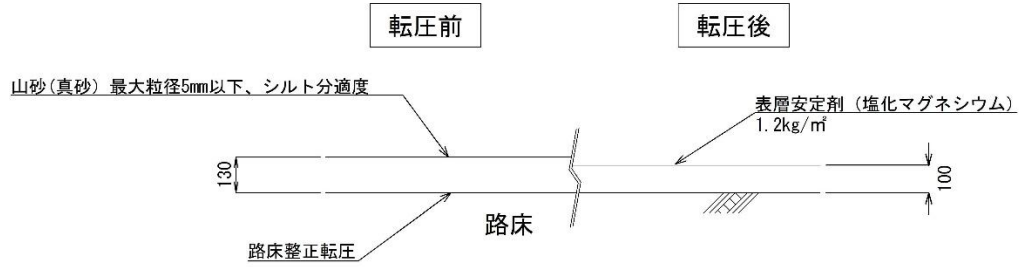 転圧前
転圧後
山砂(真砂) 最大粒径5mm以下、シルト分適度
表層安定剤 (塩化マグネシウム)
1.2kg/㎡
130
100
路床
路床整正転圧